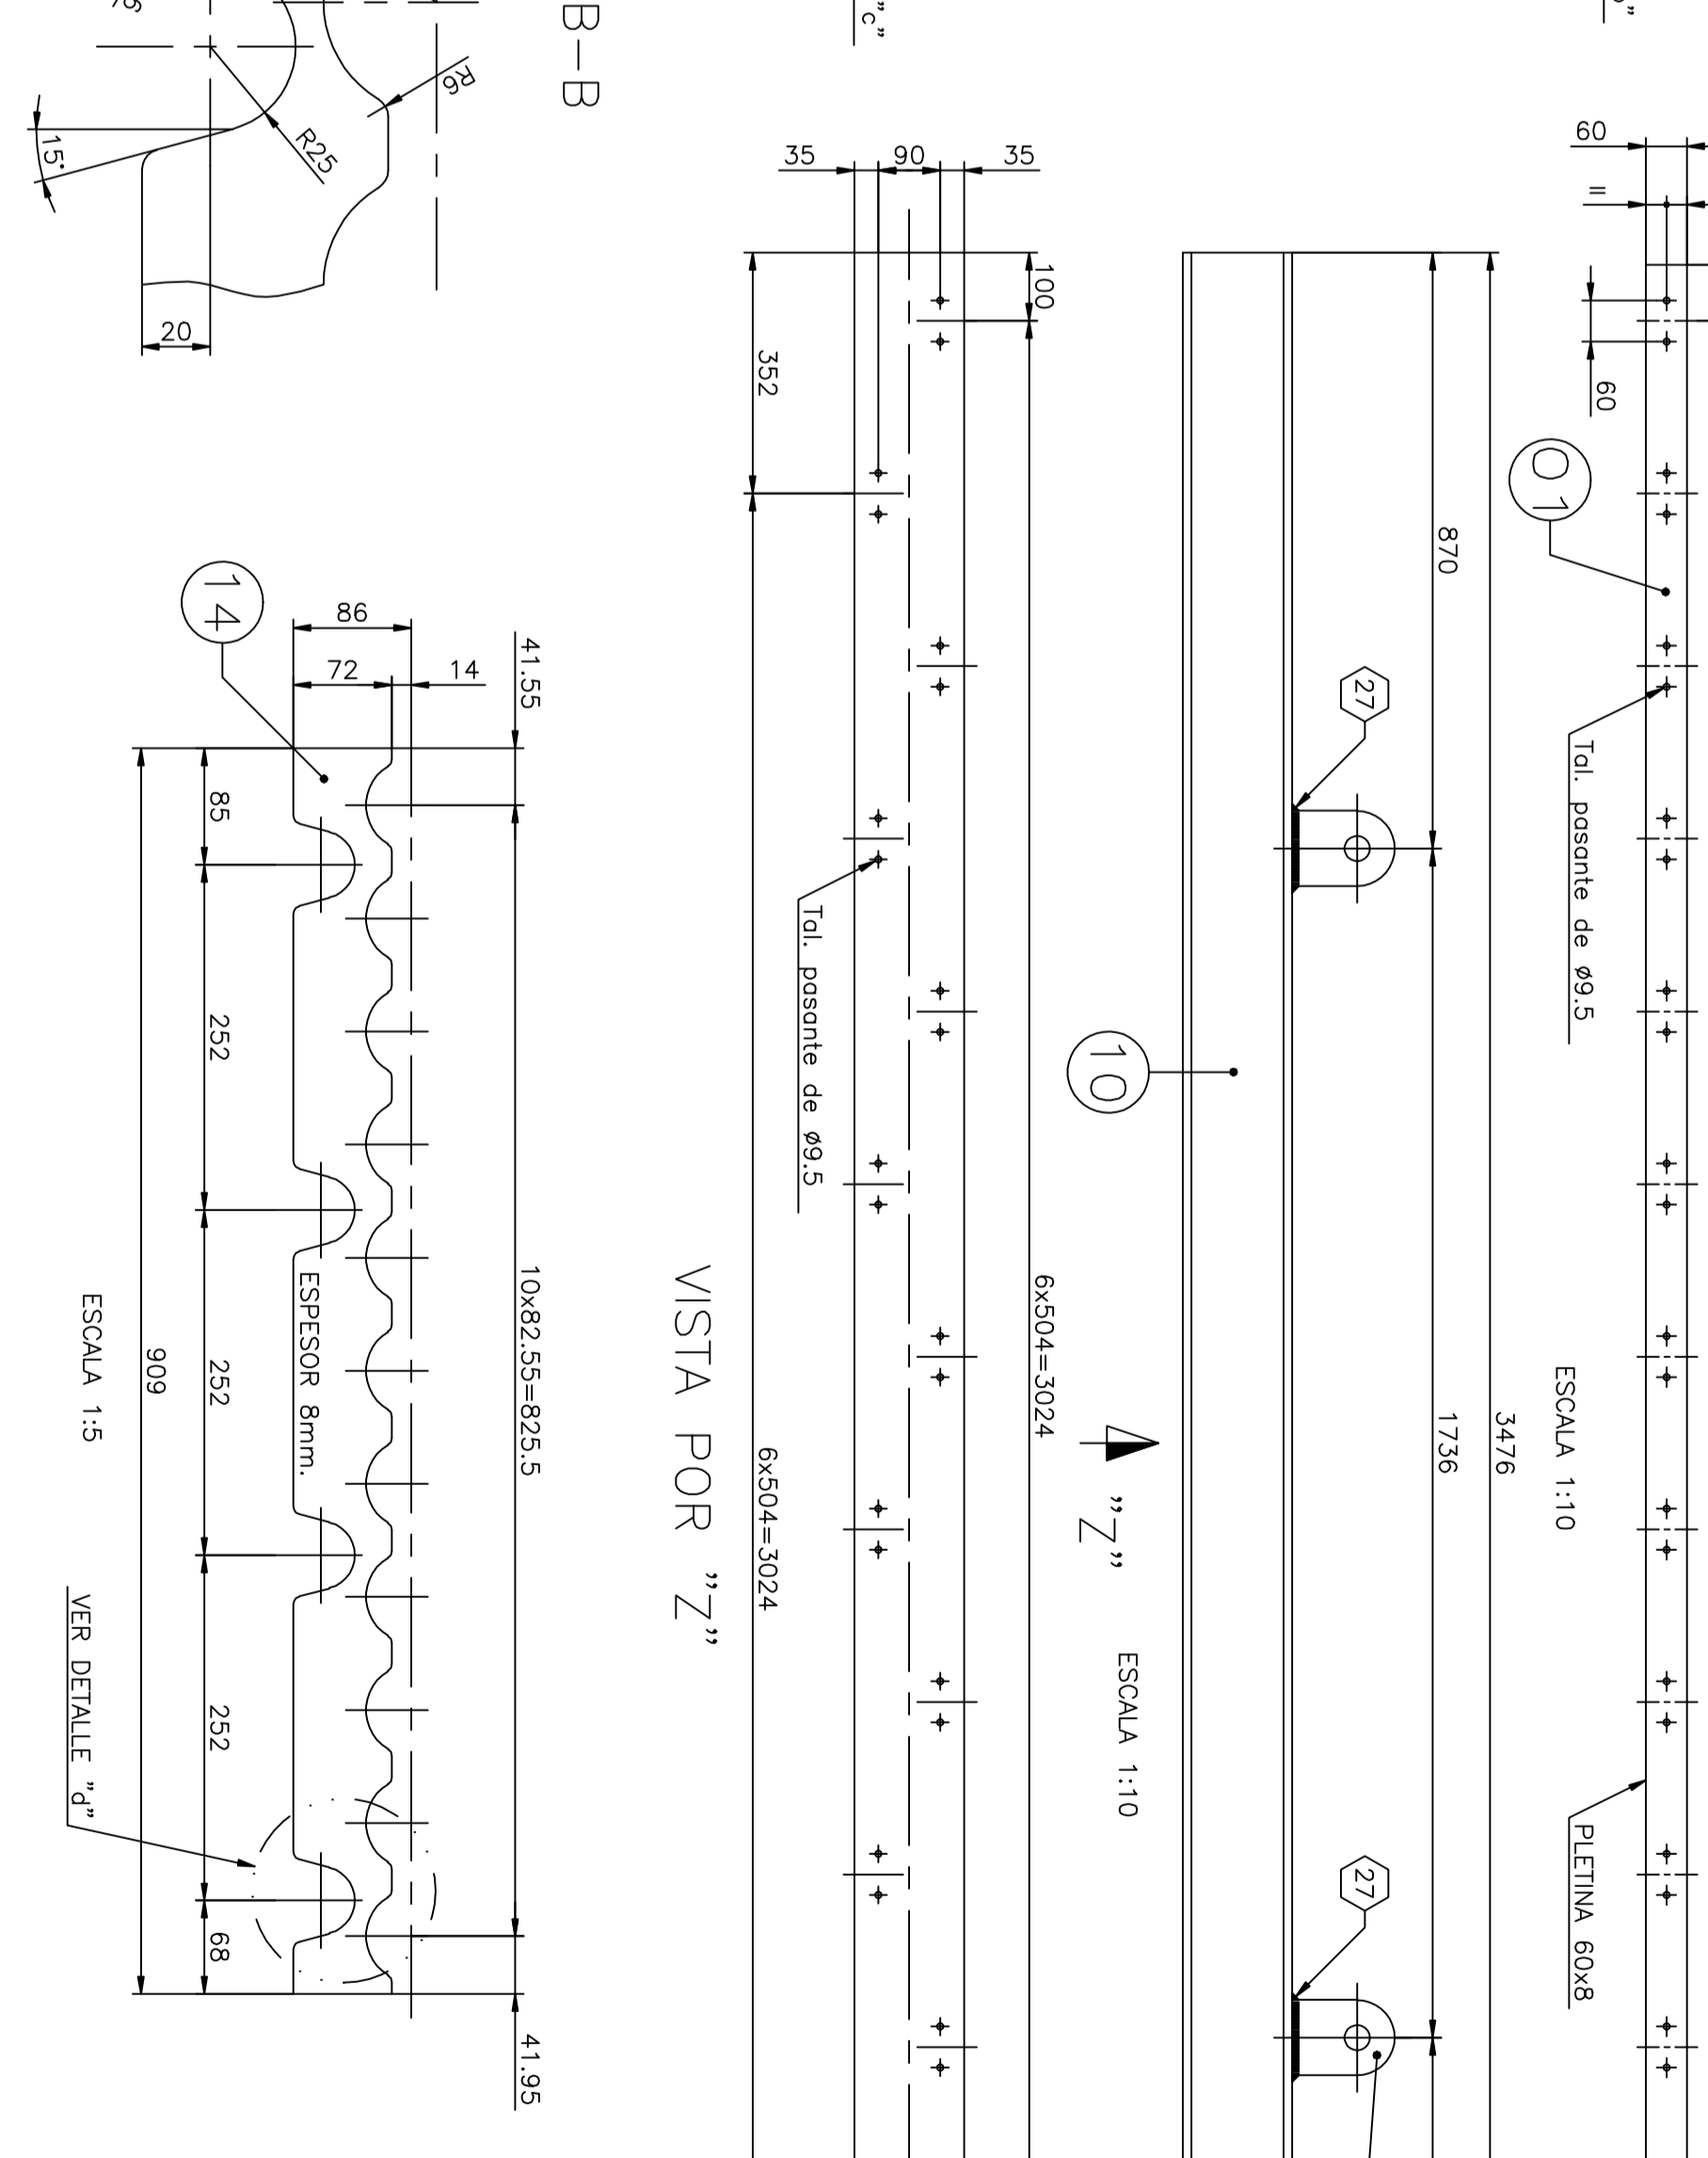 60
=
60
01
Tal. pasante de ø9.5
ESCALA 1:10
PLETINA 60x8
3476
870
1736
27
27
10
"Z"
ESCALA 1:10
"c"
35
90
35
100
6x504=3024
352
6x504=3024
Tal. pasante de ø9.5
VISTA POR "Z"
B-B
R6
R25
15°
20
14
86
72
14
41.55
10x82.55=825.5
41.95
85
252
252
252
252
68
909
ESPESOR 8mm.
ESCALA 1:5
VER DETALLE "d"